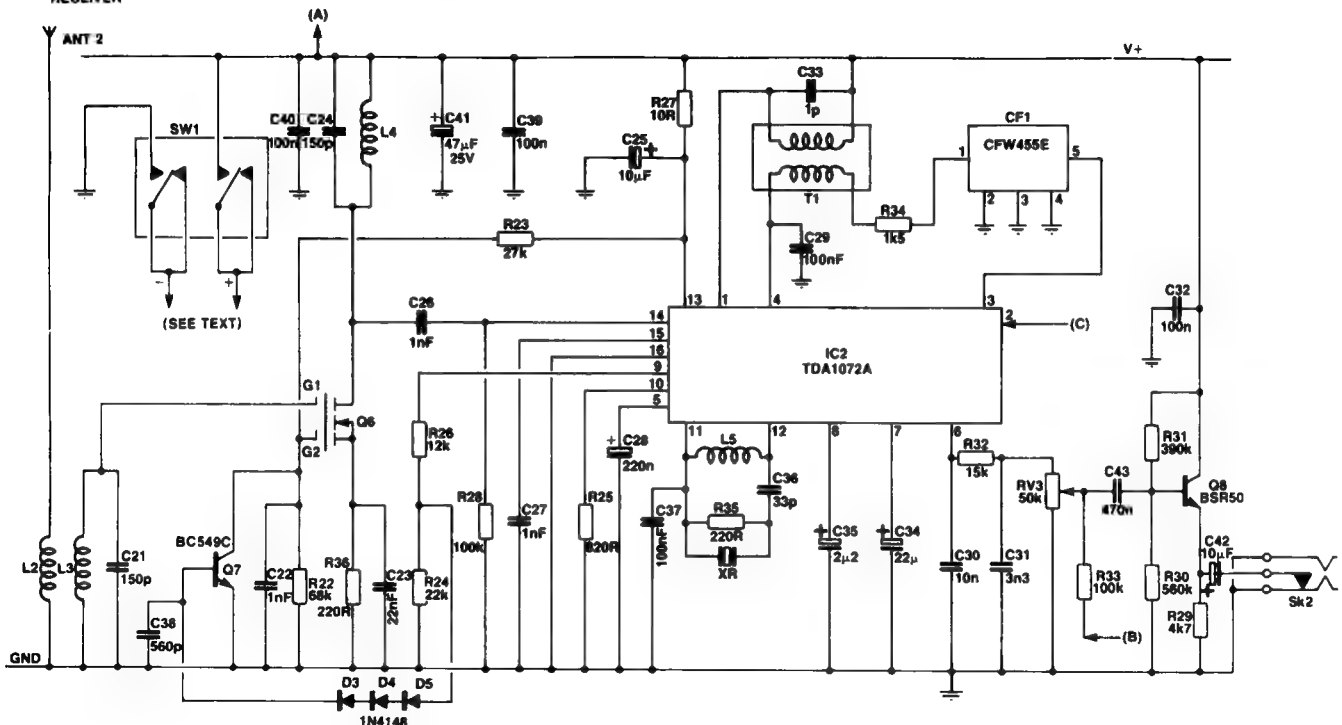 RECEIVER
ANT 2
(A)
V+
SW1
C40
100n
C24
150p
L4
C41
47µF
25V
C39
100n
R27
10R
C25
10µF
C33
1p
T1
CF1
CFW455E
1
5
2
3
4
R34
1k5
C29
100nF
R23
27k
(SEE TEXT)
C26
1nF
13
1
4
3
14
15
16
9
10
5
2
(C)
IC2
TDA1072A
11
12
8
7
6
C32
100n
G1
G2
Q6
R26
12k
C28
220n
L5
C36
33p
R35
220R
XR
R32
15k
RV3
50k
C43
470n
R31
390k
Q8
BSR50
C42
10µF
Sk2
L2
L3
C21
150p
BC549C
Q7
C22
1nF
R22
68k
R36
220R
C23
22nF
R24
22k
R28
100k
C27
1nF
R25
820R
C37
100nF
C35
2µ2
C34
22µ
C30
10n
C31
3n3
R33
100k
(B)
R30
560k
R29
4k7
C38
560p
GND
D3
D4
D5
1N4148